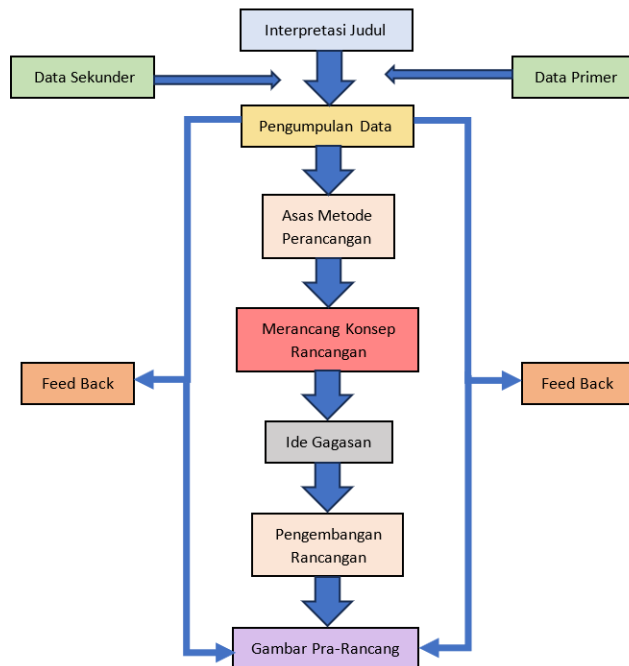 Interpretasi Judul
Data Sekunder
Data Primer
Pengumpulan Data
Asas Metode
Perancangan
Merancang Konsep
Rancangan
Feed Back
Feed Back
Ide Gagasan
Pengembangan
Rancangan
Gambar Pra-Rancang